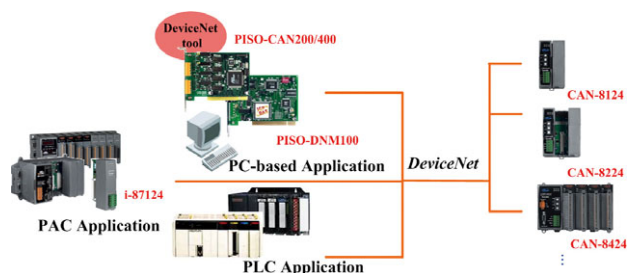 DeviceNet
tool
PISO-CAN200/400
PISO-DNM100
PC-based Application
i-87124
PAC Application
PLC Application
DeviceNet
CAN-8124
CAN-8224
CAN-8424